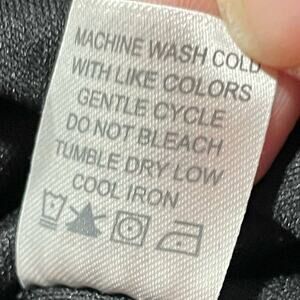 MACHINE WASH COLD
WITH LIKE COLORS
GENTLE CYCLE
DO NOT BLEACH
TUMBLE DRY LOW
COOL IRON